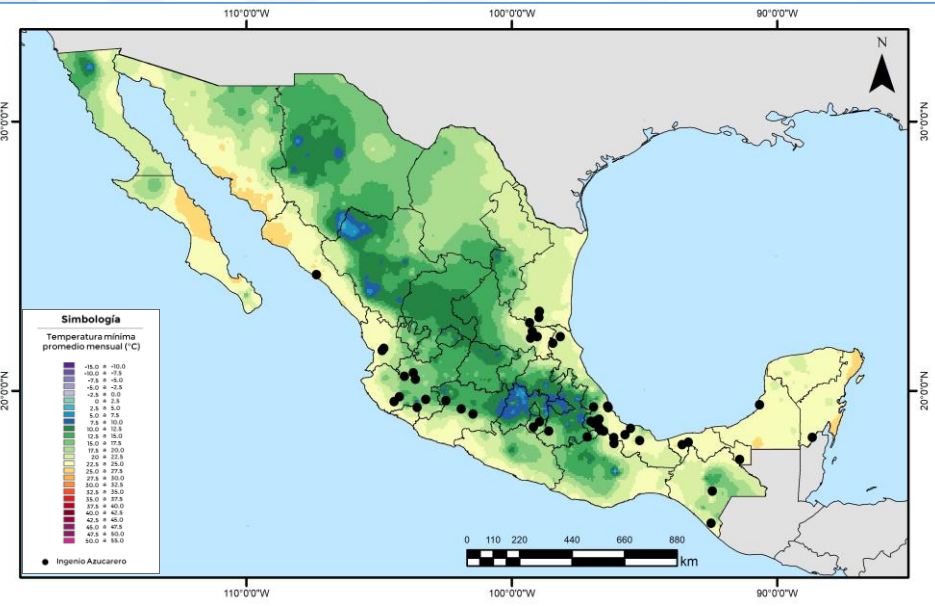 110°0'0"W
100°0'0"W
90°0'0"W
N
30°0'0"N
30°0'0"N
20°0'0"N
20°0'0"N
Simbología
Temperatura mínima
promedio mensual (°C)
-15.0 a -10.0
-10.0 a -7.5
-7.5 a -5.0
-5.0 a -2.5
-2.5 a 0.0
0 a 2.5
2.5 a 5.0
5.0 a 7.5
7.5 a 10.0
10.0 a 12.5
12.5 a 15.0
15.0 a 17.5
17.5 a 20.0
20 a 22.5
22.5 a 25.0
25.0 a 27.5
27.5 a 30.0
30.0 a 32.5
32.5 a 35.0
35.0 a 37.5
37.5 a 40.0
40.0 a 42.5
42.5 a 45.0
45.0 a 47.5
47.5 a 50.0
50.0 a 55.0
Ingenio Azucarero
0 110 220 440 660 880
km
110°0'0"W
100°0'0"W
90°0'0"W